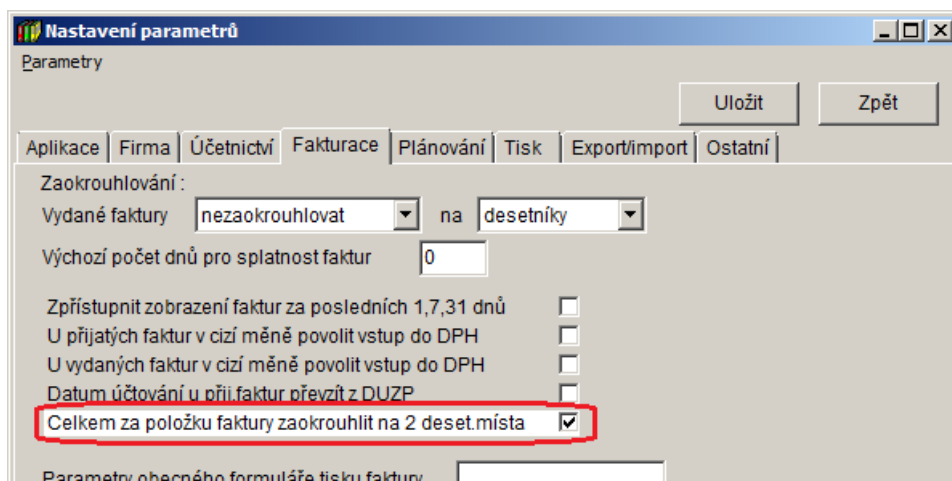 Nastavení parametrů
Parametry
Uložit Zpět
Aplikace Firma Účetnictví Fakturace Plánování Tisk Export/import Ostatní
Zaokrouhlování :
Vydané faktury nezaokrouhlovat na desetníky
Výchozí počet dnů pro splatnost faktur 0
Zpřístupnit zobrazení faktur za posledních 1,7,31 dnů
U přijatých faktur v cizí měně povolit vstup do DPH
U vydaných faktur v cizí měně povolit vstup do DPH
Datum účtování u přij.faktur převzít z DUZP
Celkem za položku faktury zaokrouhlit na 2 deset.místa
Parametry obecného formuláře tisku faktury